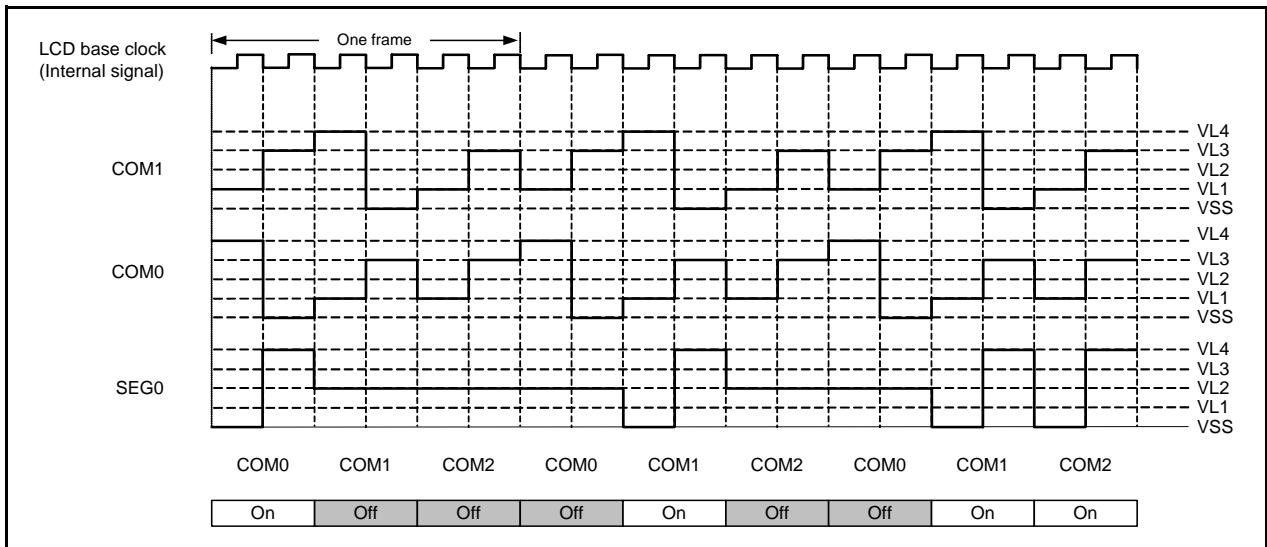 LCD base clock
(Internal signal)
One frame
COM1
VL4
VL3
VL2
VL1
VSS
COM0
VL4
VL3
VL2
VL1
VSS
SEG0
VL4
VL3
VL2
VL1
VSS
COM0 COM1 COM2 COM0 COM1 COM2 COM0 COM1 COM2
On Off Off Off On Off Off On On